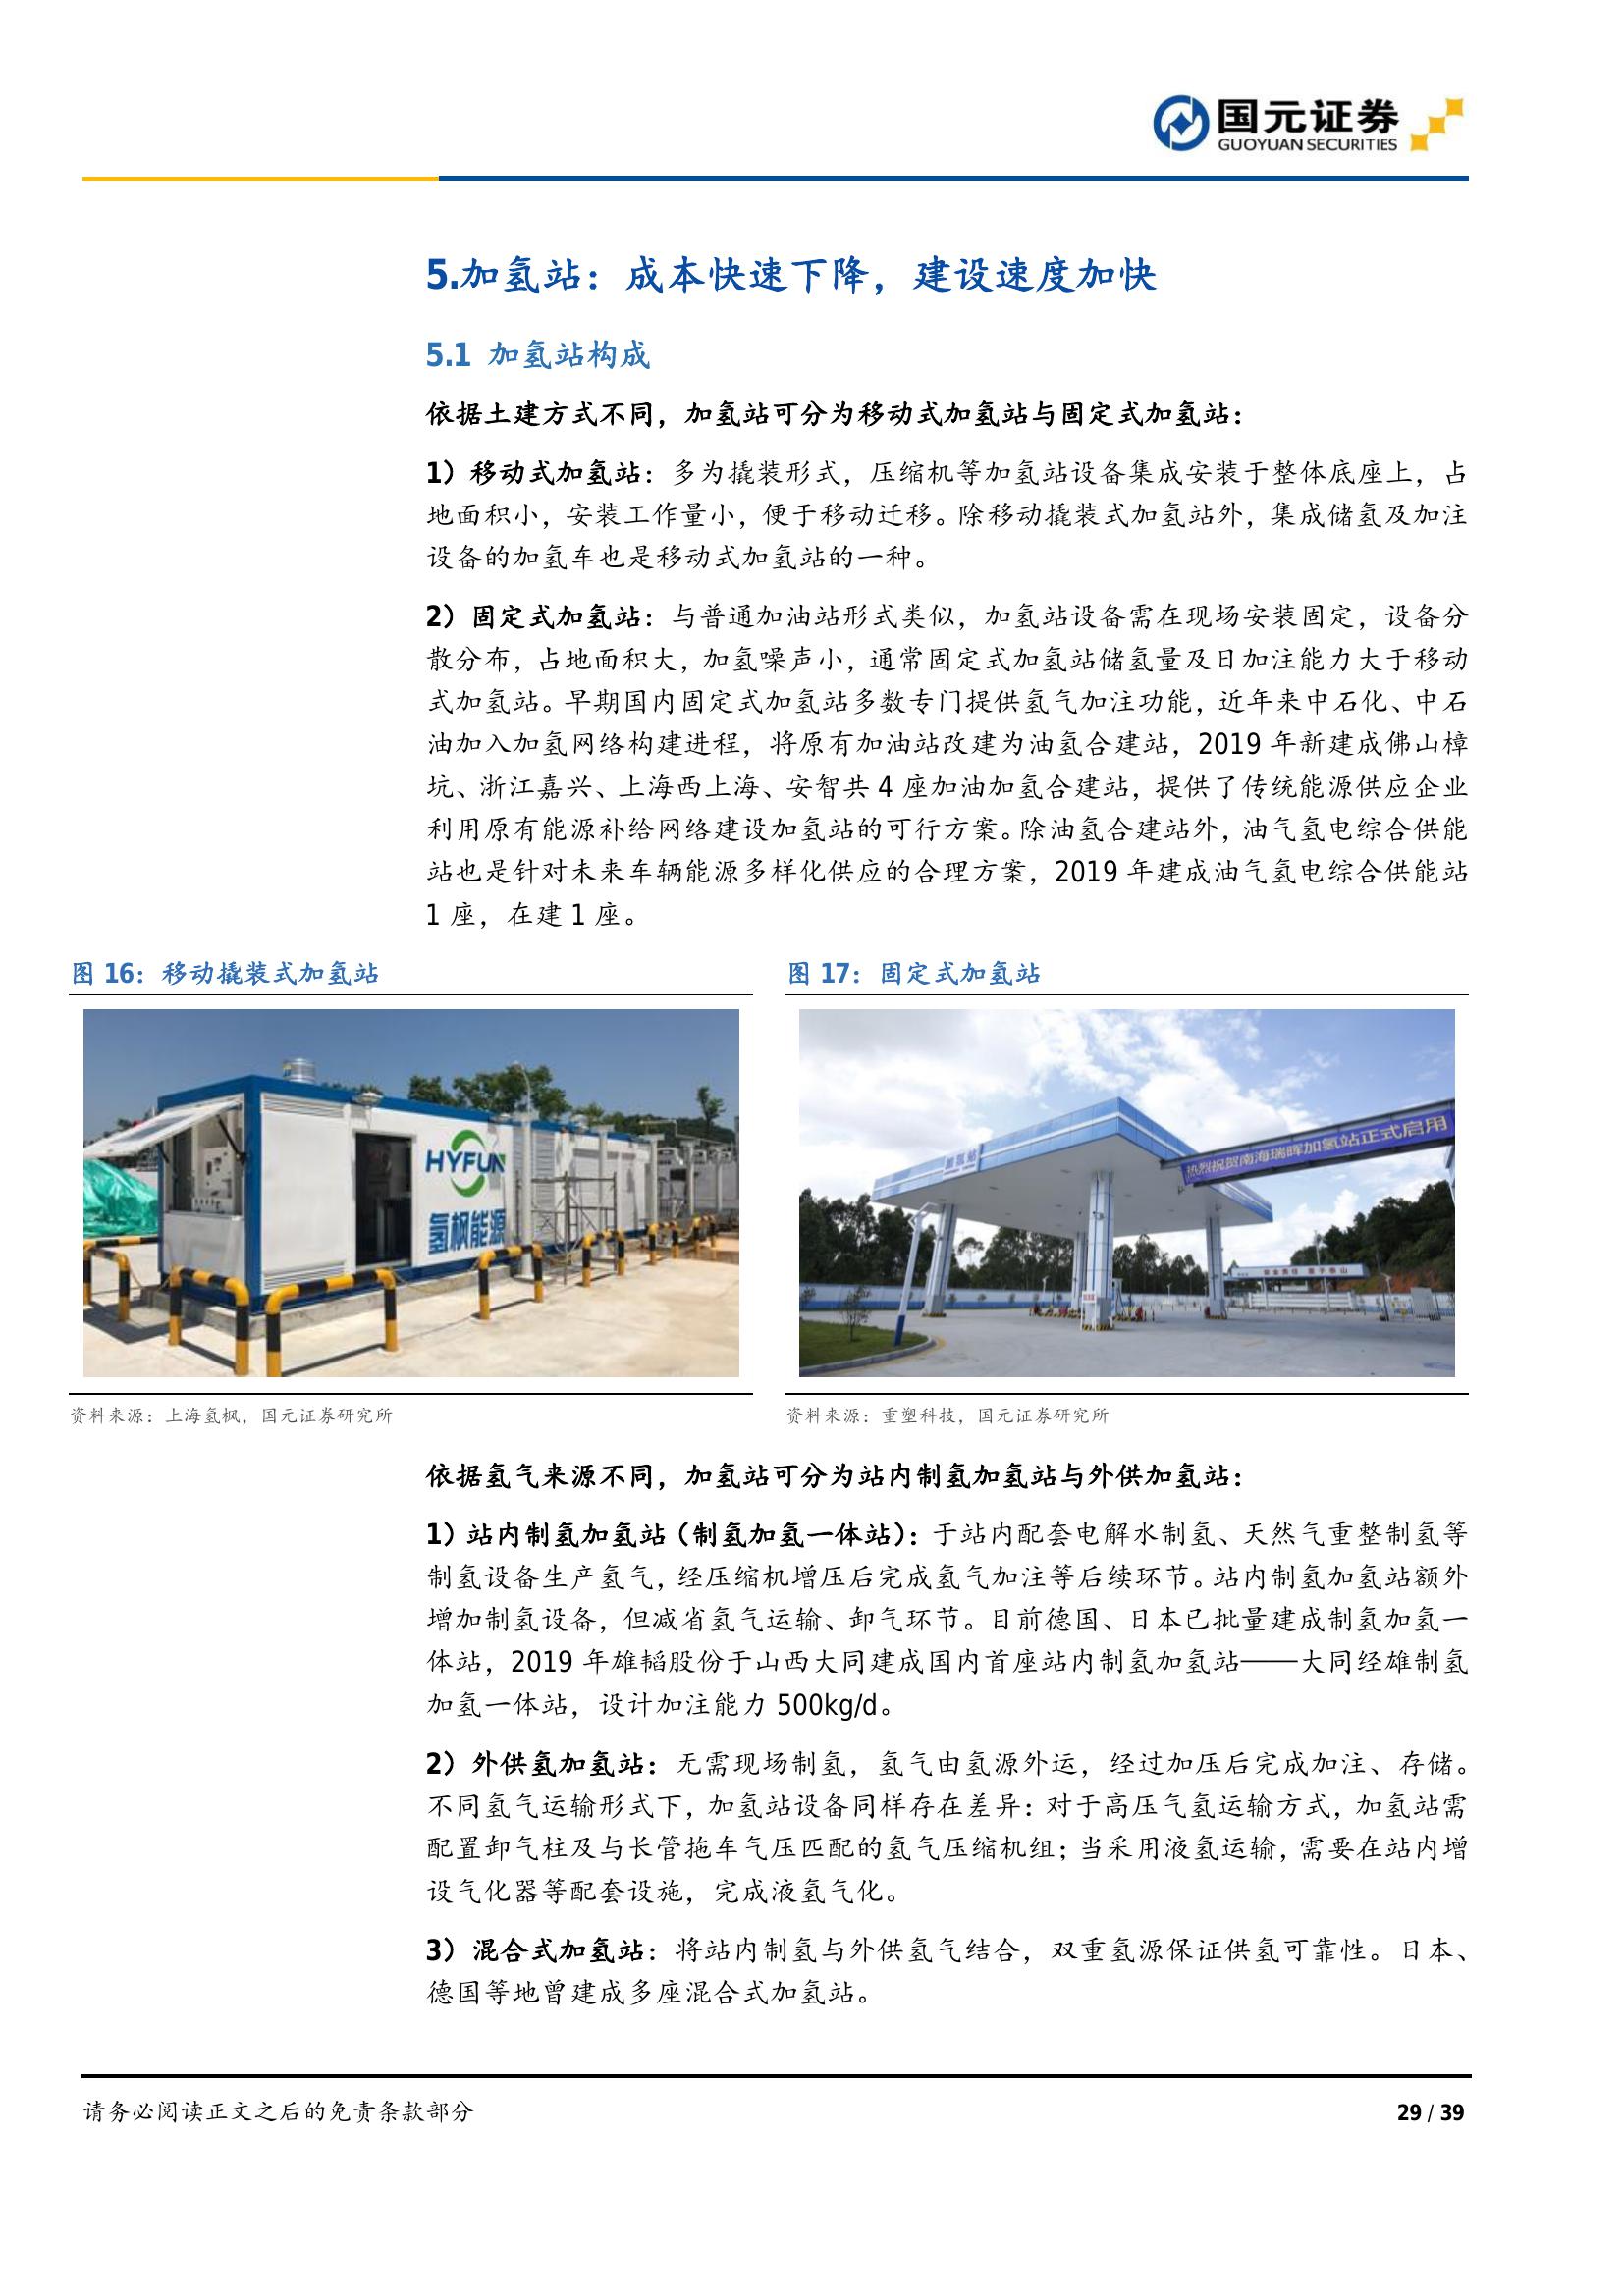 国元证券
GUOYUAN SECURITIES
5.加氢站：成本快速下降，建设速度加快
5.1 加氢站构成
依据土建方式不同，加氢站可分为移动式加氢站与固定式加氢站：
1）移动式加氢站：多为撬装形式，压缩机等加氢站设备集成安装于整体底座上，占
地面积小，安装工作量小，便于移动迁移。除移动撬装式加氢站外，集成储氢及加注
设备的加氢车也是移动式加氢站的一种。
2）固定式加氢站：与普通加油站形式类似，加氢站设备需在现场安装固定，设备分
散分布，占地面积大，加氢噪声小，通常固定式加氢站储氢量及日加注能力大于移动
式加氢站。早期国内固定式加氢站多数专门提供氢气加注功能，近年来中石化、中石
油加入加氢网络构建进程，将原有加油站改建为油氢合建站，2019 年新建成佛山樟
坑、浙江嘉兴、上海西上海、安智共 4 座加油加氢合建站，提供了传统能源供应企业
利用原有能源补给网络建设加氢站的可行方案。除油氢合建站外，油气氢电综合供能
站也是针对未来车辆能源多样化供应的合理方案，2019 年建成油气氢电综合供能站
1 座，在建 1 座。
图 16：移动撬装式加氢站
图 17：固定式加氢站
HYFUN
氢枫能源
加氢站
热烈祝贺南海瑞晖加氢站正式启用
资料来源：上海氢枫，国元证券研究所
资料来源：重塑科技，国元证券研究所
依据氢气来源不同，加氢站可分为站内制氢加氢站与外供加氢站：
1）站内制氢加氢站（制氢加氢一体站）：于站内配套电解水制氢、天然气重整制氢等
制氢设备生产氢气，经压缩机增压后完成氢气加注等后续环节。站内制氢加氢站额外
增加制氢设备，但减省氢气运输、卸气环节。目前德国、日本已批量建成制氢加氢一
体站，2019 年雄韬股份于山西大同建成国内首座站内制氢加氢站——大同经雄制氢
加氢一体站，设计加注能力 500kg/d。
2）外供氢加氢站：无需现场制氢，氢气由氢源外运，经过加压后完成加注、存储。
不同氢气运输形式下，加氢站设备同样存在差异：对于高压气氢运输方式，加氢站需
配置卸气柱及与长管拖车气压匹配的氢气压缩机组；当采用液氢运输，需要在站内增
设气化器等配套设施，完成液氢气化。
3）混合式加氢站：将站内制氢与外供氢气结合，双重氢源保证供氢可靠性。日本、
德国等地曾建成多座混合式加氢站。
请务必阅读正文之后的免责条款部分
29 / 39